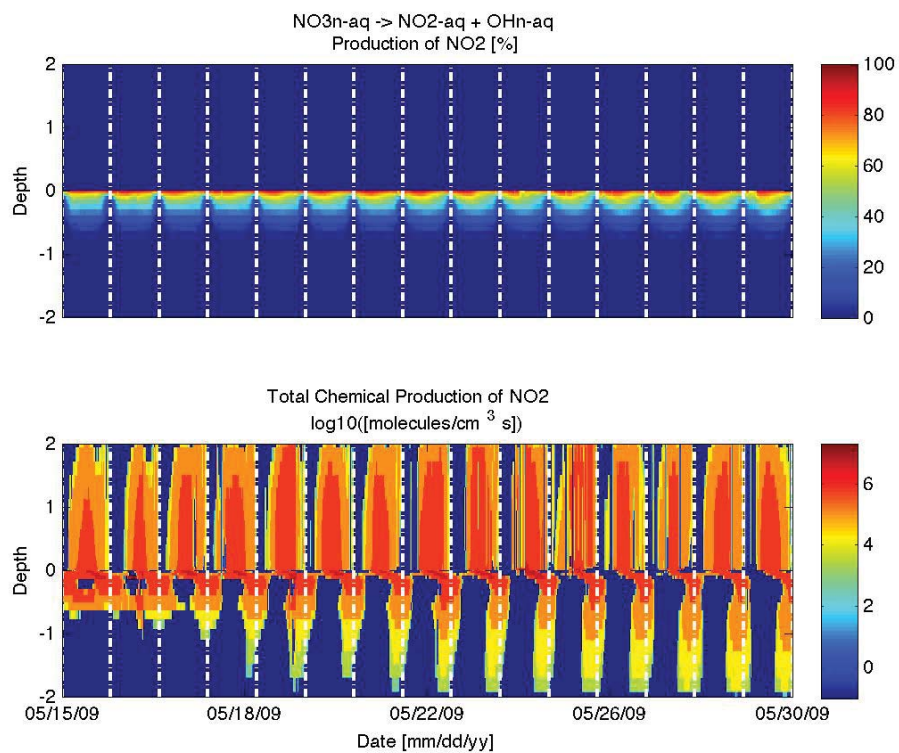 NO3n-aq -> NO2-aq + OHn-aq
Production of NO2 [%]
2
1
0
-1
-2
Depth
100
80
60
40
20
0
Total Chemical Production of NO2
log10([molecules/cm 3 s])
2
1
0
-1
-2
Depth
6
4
2
0
05/15/09 05/18/09 05/22/09 05/26/09 05/30/09
Date [mm/dd/yy]